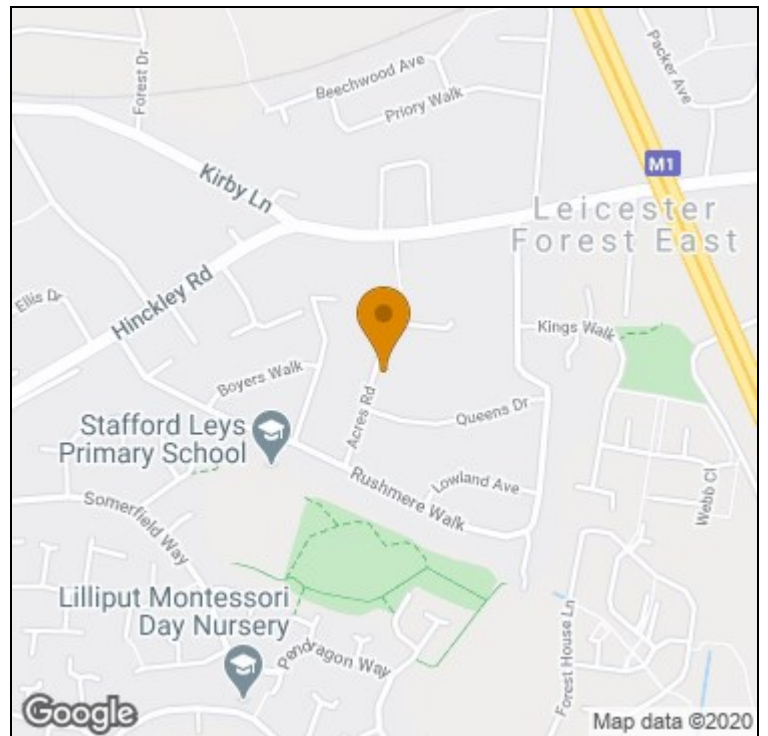 Forest Dr
Beechwood Ave
Priory Walk
Packer Ave
Kirby Ln
M1
Leicester
Forest East
Hinckley Rd
Ellis Dr
Kings Walk
Boyers Walk
Acres Rd
Queens Dr
Stafford Leys
Primary School
Lowland Ave
Rushmere Walk
Webb Cl
Somerfield Way
Lilliput Montessori
Day Nursery
Pendragon Way
Forest House Ln
Google
Map data ©2020